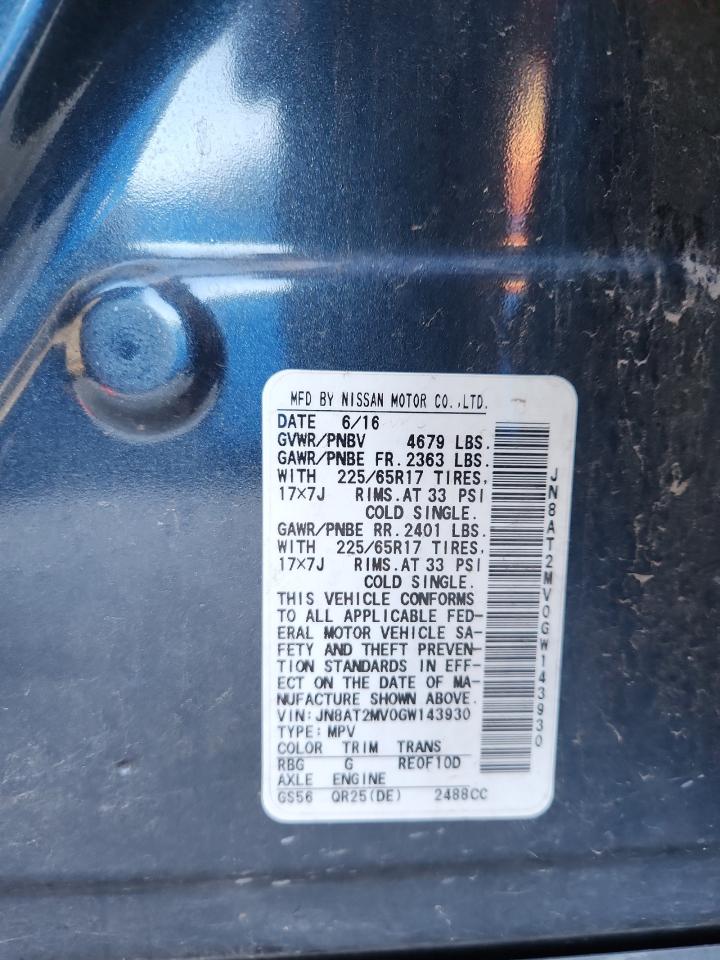 MFD BY NISSAN MOTOR CO.,LTD.
DATE 6/16
GVWR/PNBV 4679 LBS.
GAWR/PNBE FR. 2363 LBS.
WITH 225/65R17 TIRES,
17×7J RIMS. AT 33 PSI
COLD SINGLE.
GAWR/PNBE RR. 2401 LBS.
WITH 225/65R17 TIRES,
17×7J RIMS. AT 33 PSI
COLD SINGLE.
THIS VEHICLE CONFORMS
TO ALL APPLICABLE FED-
ERAL MOTOR VEHICLE SA-
FETY AND THEFT PREVEN-
TION STANDARDS IN EFF-
ECT ON THE DATE OF MA-
NUFACTURE SHOWN ABOVE.
VIN: JN8AT2MV0GW143930
TYPE: MPV
COLOR TRIM TRANS
RBG G RE0F10D
AXLE ENGINE
GS56 QR25(DE) 2488CC
JN8AT2MV0GW143930